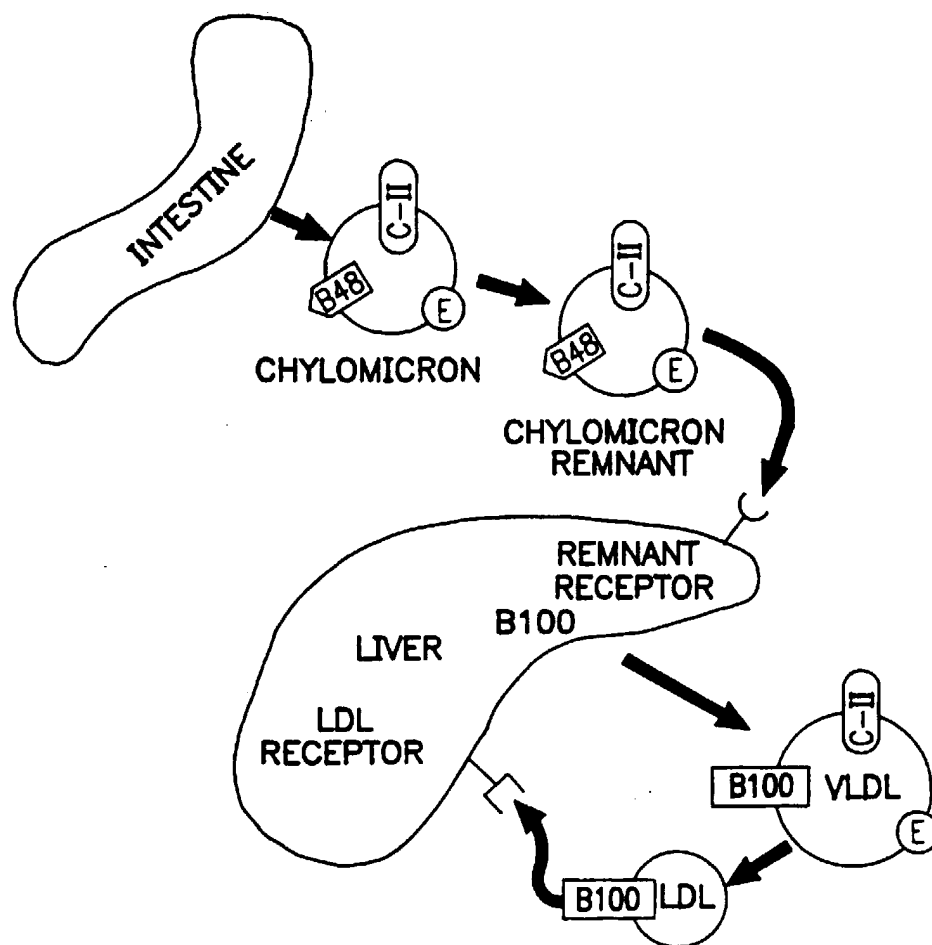 INTESTINE
C-II
B48
E
CHYLOMICRON
C-II
B48
E
CHYLOMICRON
REMNANT
REMNANT
RECEPTOR
B100
LIVER
LDL
RECEPTOR
C-II
B100
VLDL
E
B100
LDL